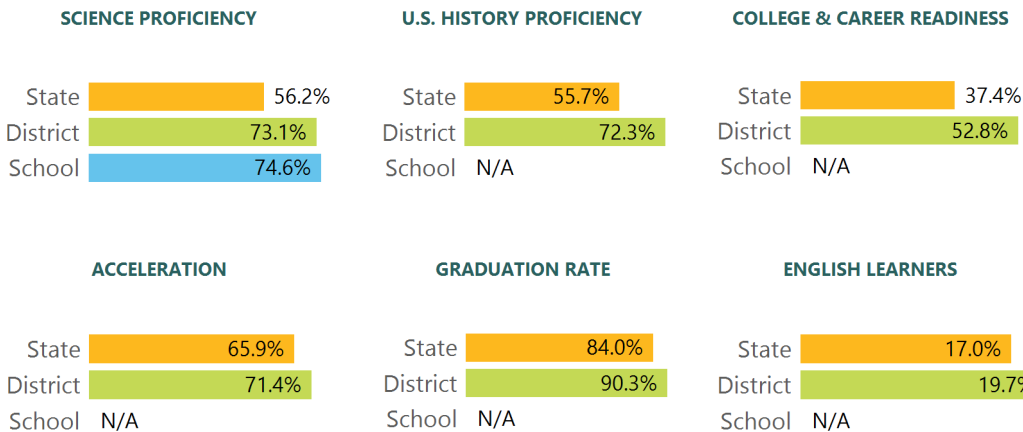 SCIENCE PROFICIENCY
State 56.2%
District 73.1%
School 74.6%
U.S. HISTORY PROFICIENCY
State 55.7%
District 72.3%
School N/A
COLLEGE & CAREER READINESS
State 37.4%
District 52.8%
School N/A
ACCELERATION
State 65.9%
District 71.4%
School N/A
GRADUATION RATE
State 84.0%
District 90.3%
School N/A
ENGLISH LEARNERS
State 17.0%
District 19.7%
School N/A